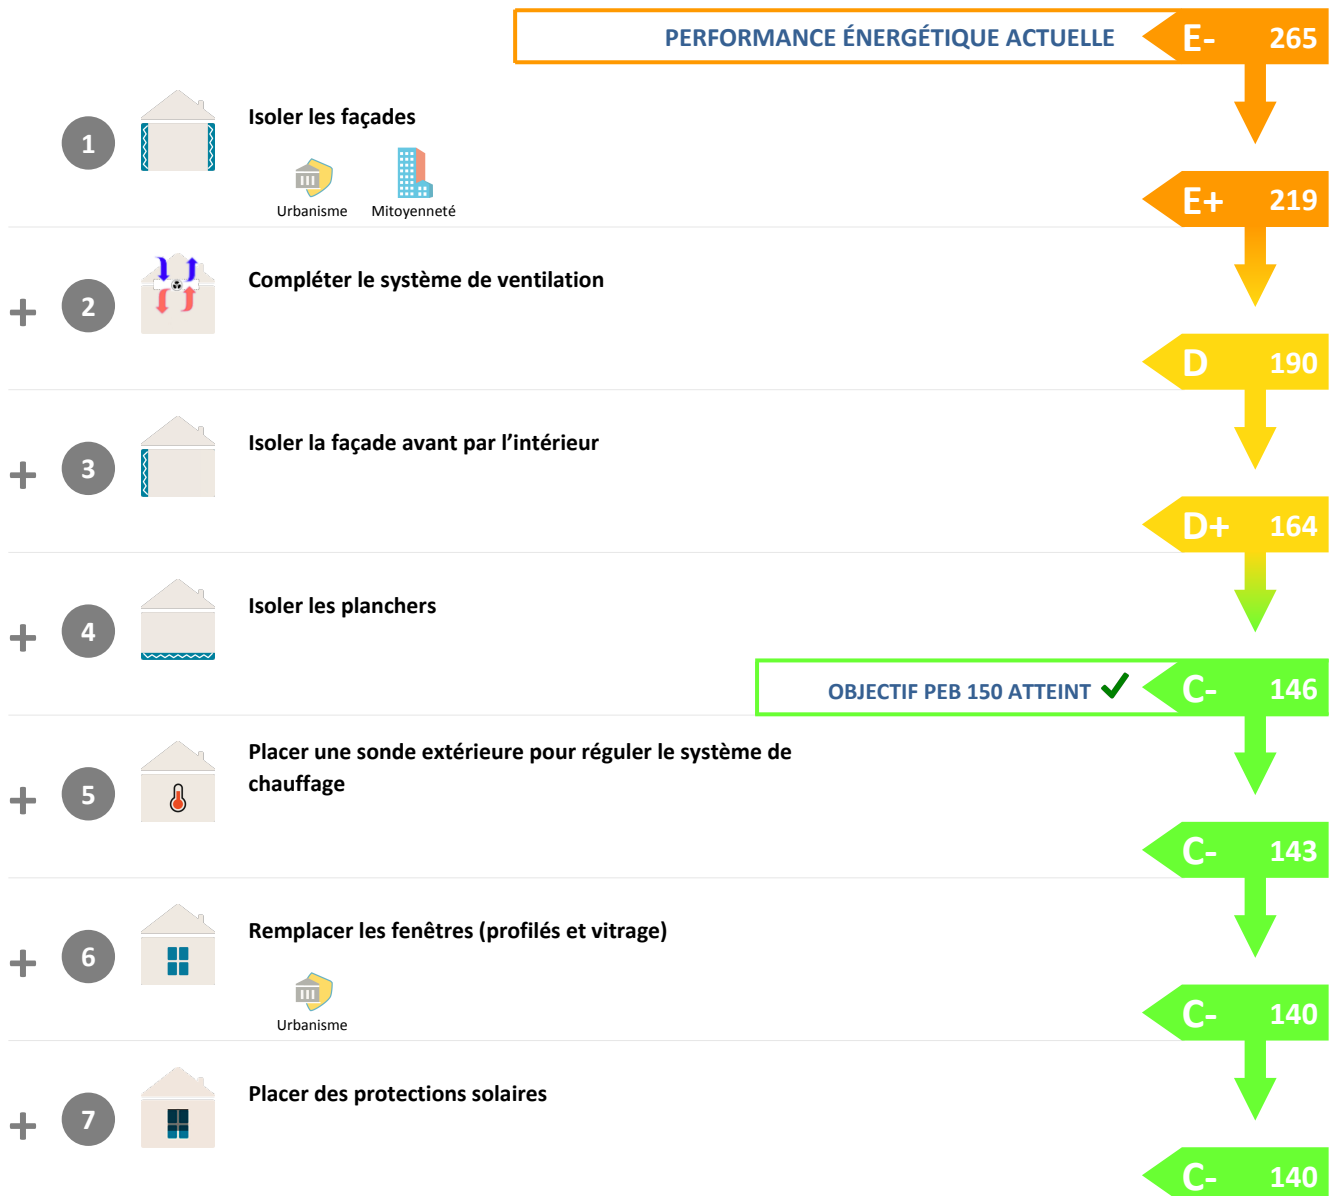 PERFORMANCE ÉNERGÉTIQUE ACTUELLE E- 265
1 Isoler les façades
Urbanisme Mitoyenneté
E+ 219
+ 2 Compléter le système de ventilation
D 190
+ 3 Isoler la façade avant par l’intérieur
D+ 164
+ 4 Isoler les planchers
OBJECTIF PEB 150 ATTEINT C- 146
Placer une sonde extérieure pour réguler le système de
+ 5 chauffage
C- 143
+ 6 Remplacer les fenêtres (profilés et vitrage)
Urbanisme
C- 140
+ 7 Placer des protections solaires
C- 140